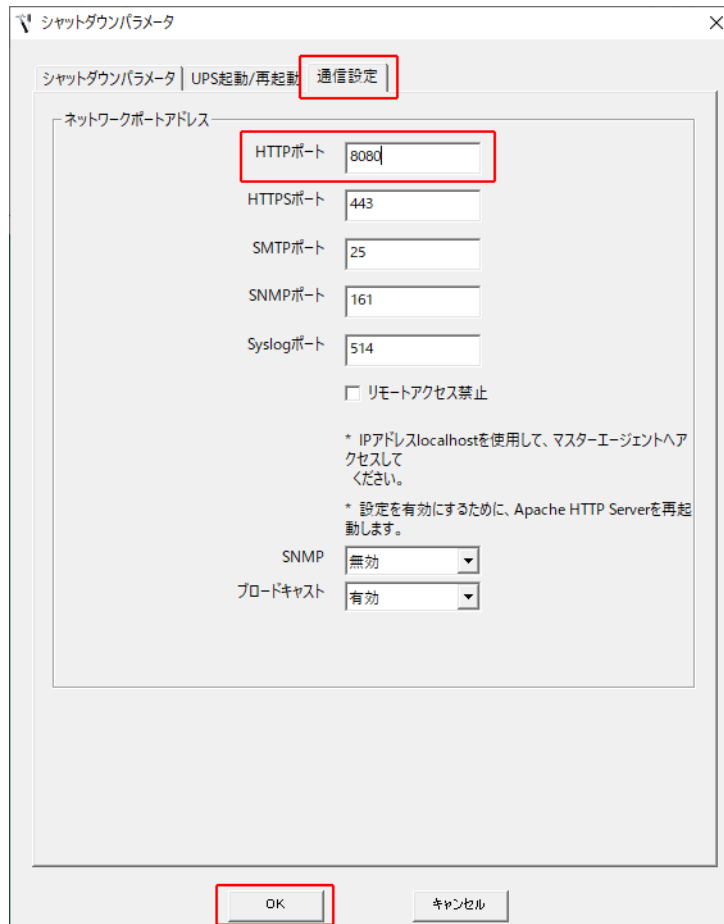 シャットダウンパラメータ
シャットダウンパラメータ UPS起動/再起動 通信設定
ネットワークポートアドレス
HTTPポート 8080
HTTPSポート 443
SMTPポート 25
SNMPポート 161
Syslogポート 514
リモートアクセス禁止
* IPアドレスlocalhostを使用して、マスターエージェントへア
クセスして
ください。
* 設定を有効にするために、Apache HTTP Serverを再起
動します。
SNMP 無効
ブロードキャスト 有効
OK キャンセル